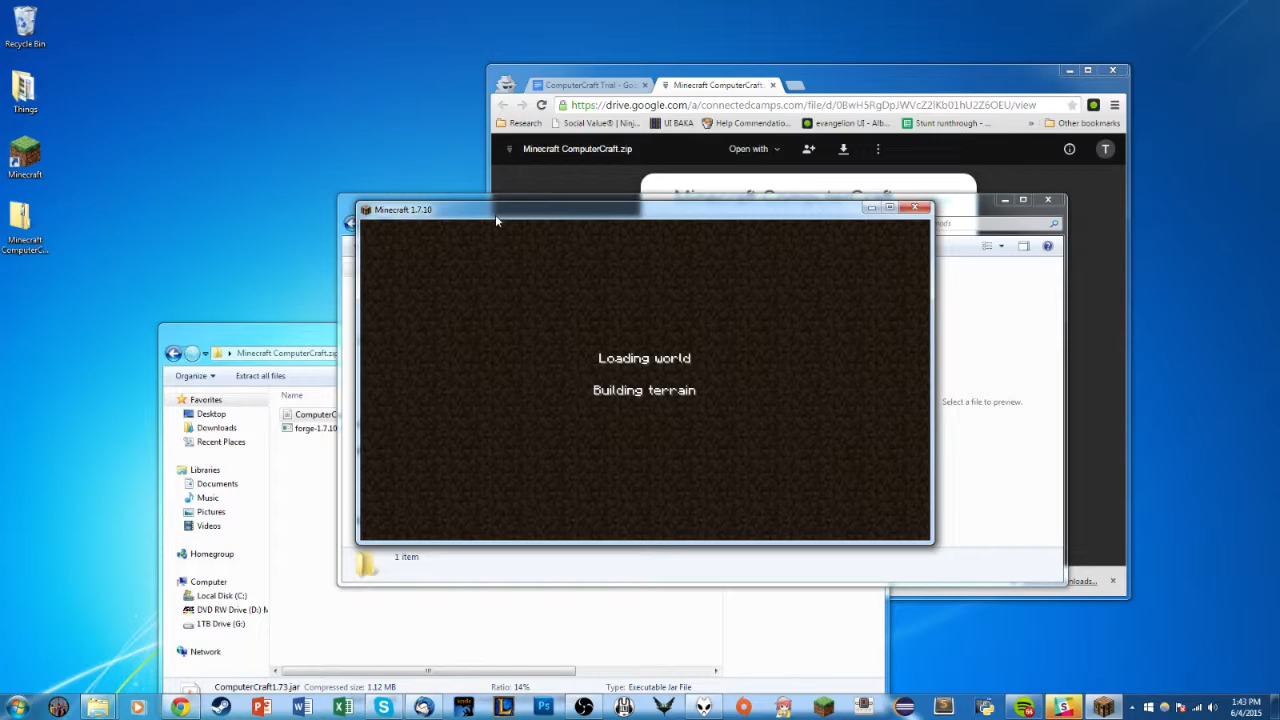 Recycle Bin
Things
Minecraft
Minecraft
ComputerC...
ComputerCraft Trial - Goo
Minecraft ComputerCraft.
https://drive.google.com/a/connectedcamps.com/file/d/0BwH5RgDpJWVcZ2lKb01hU2Z6OEU/view
Research
Social Value® | Ninj...
UI BAKA
Help Commendatio...
evangelion UI - Alb...
Stunt runthrough - ...
»
Other bookmarks
Minecraft ComputerCraft.zip
Open with
T
Minecraft 1.7.10
mods
Loading world
Building terrain
Select a file to preview.
1 item
nloads...
Minecraft ComputerCraft.zip
Organize
Extract all files
Name
ComputerC
forge-1.7.10
Favorites
Desktop
Downloads
Recent Places
Libraries
Documents
Music
Pictures
Videos
Homegroup
Computer
Local Disk (C:)
DVD RW Drive (D:) M
1TB Drive (G:)
Network
ComputerCraft1.73.jar
Compressed size: 1.12 MB
Ratio: 14%
Type: Executable Jar File
1:43 PM
6/4/2015